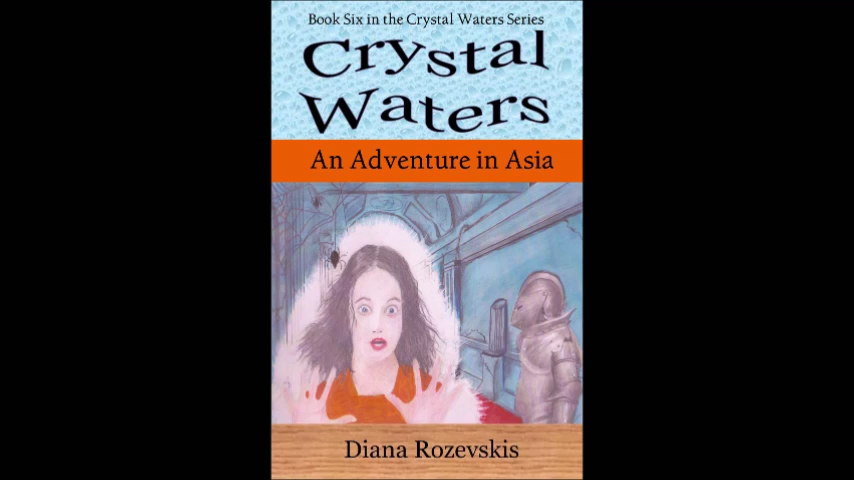 Book Six in the Crystal Waters Series
Crystal
Waters
An Adventure in Asia
Diana Rozevskis